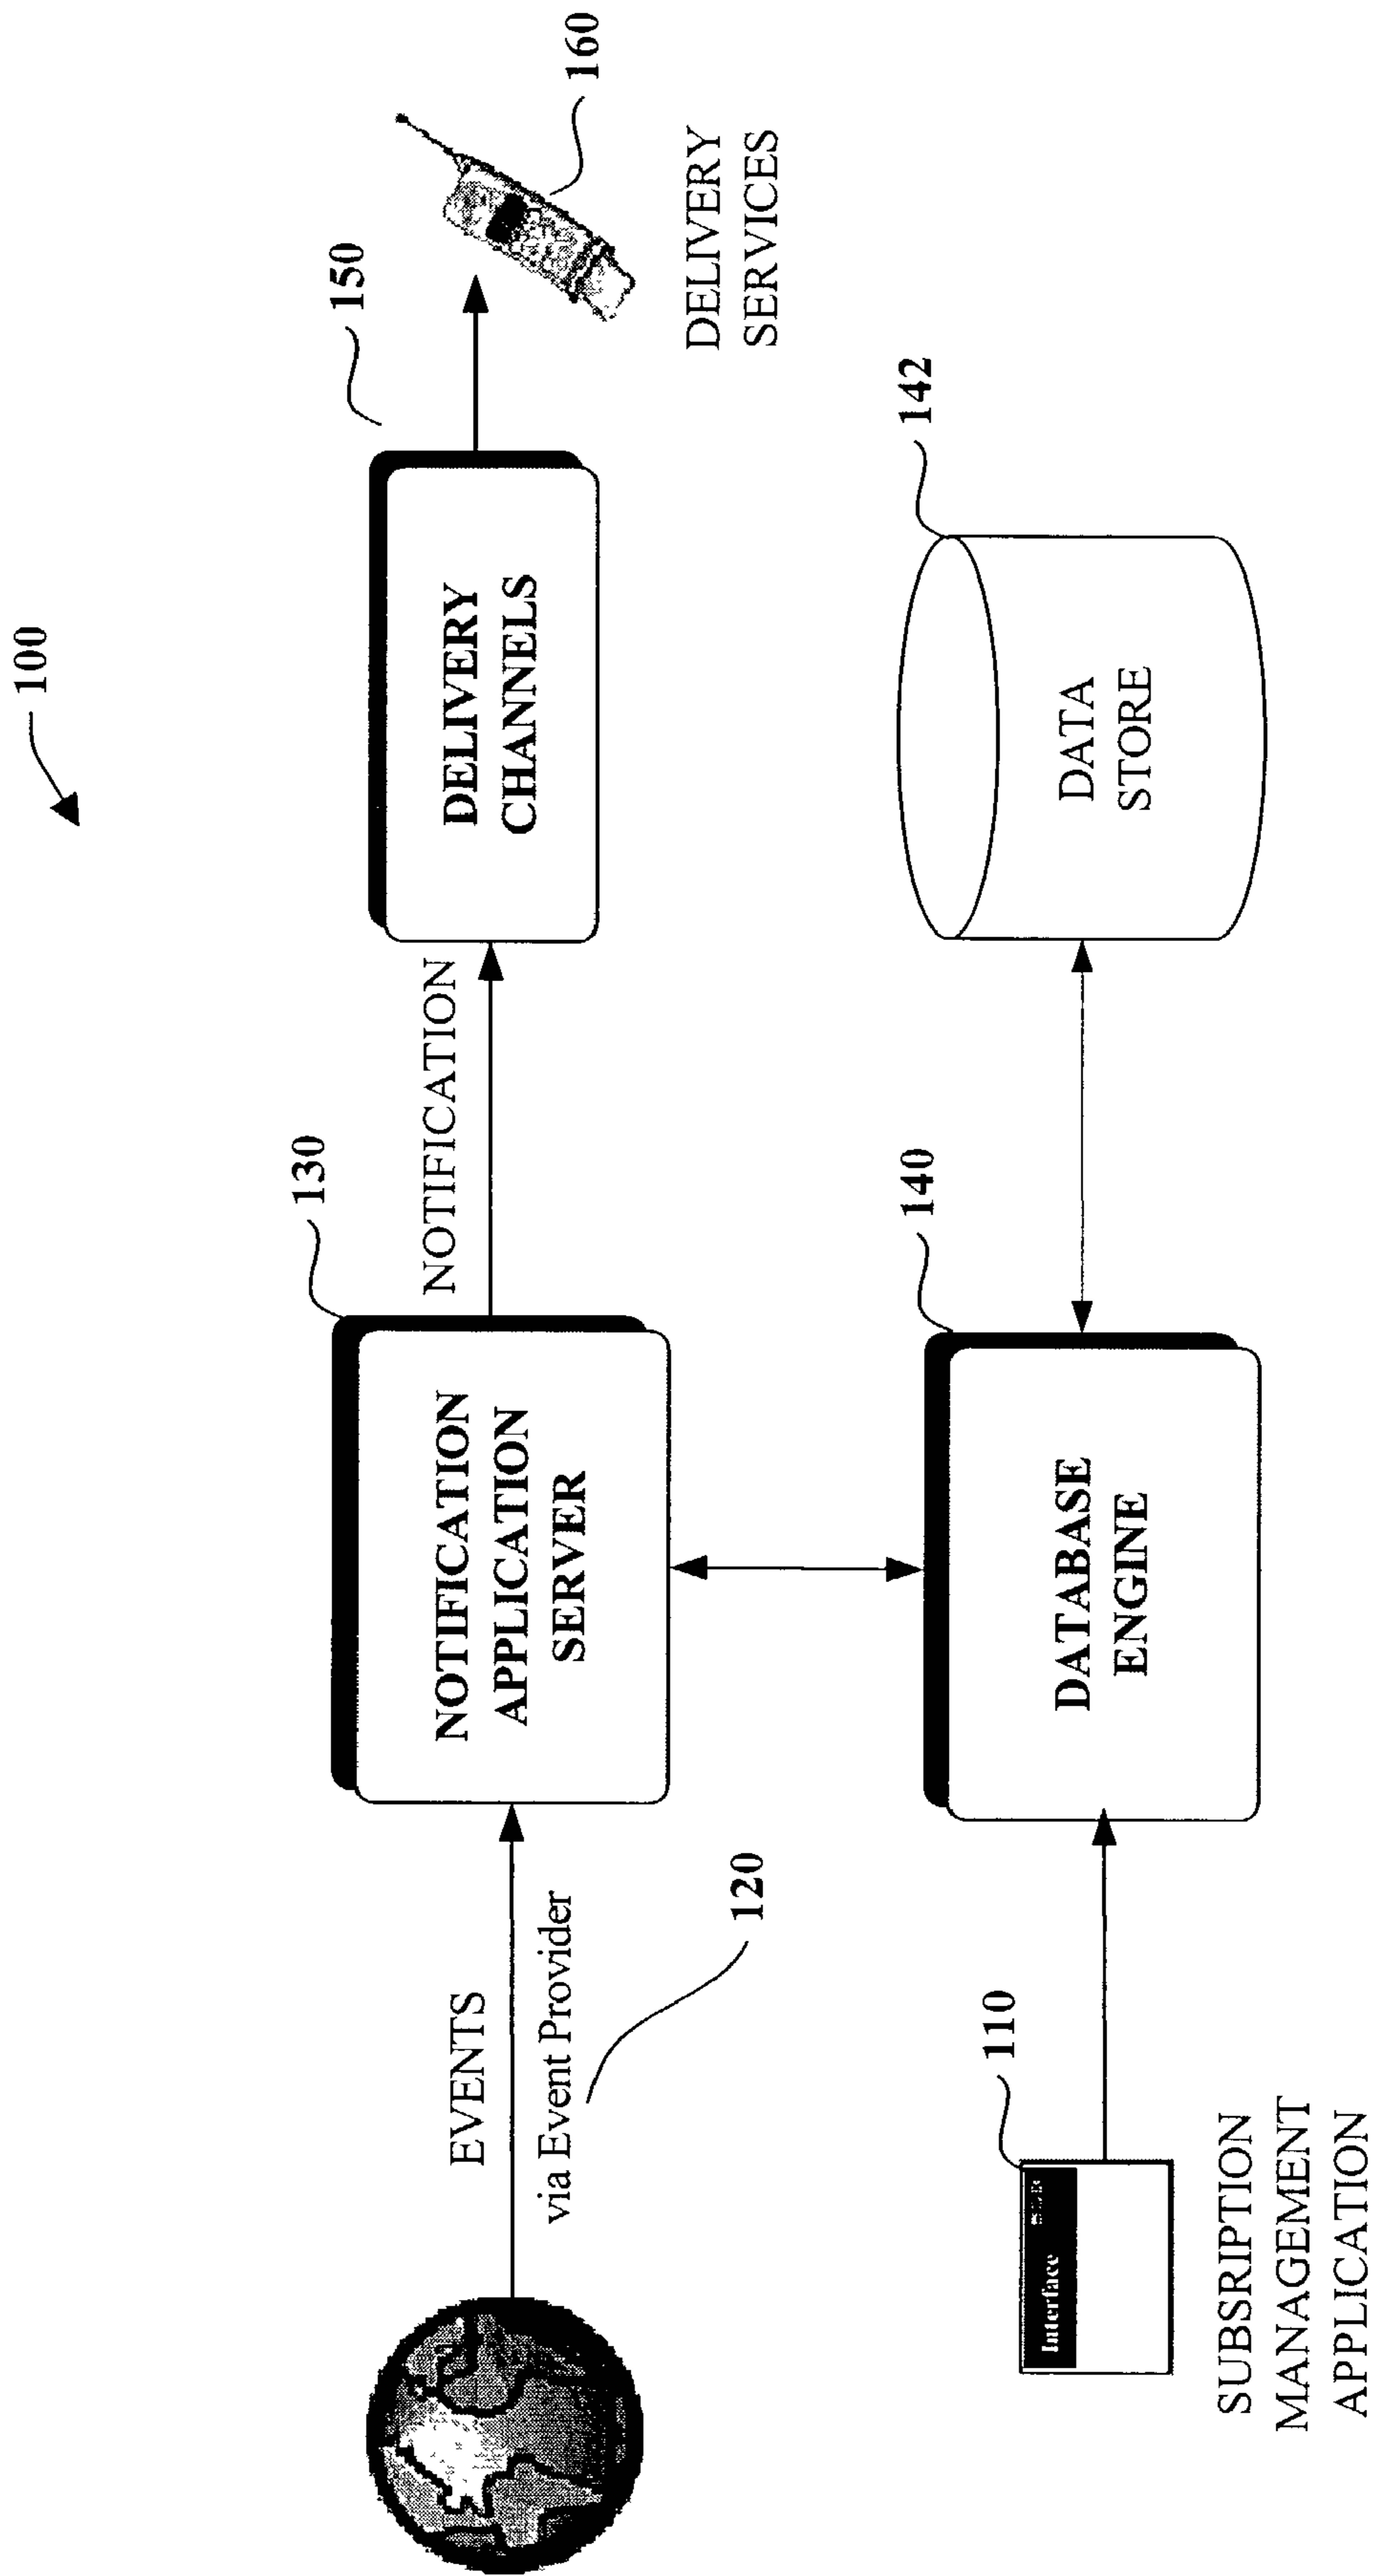 100
150
160
DELIVERY
CHANNELS
DELIVERY
SERVICES
130
NOTIFICATION
NOTIFICATION
APPLICATION
SERVER
EVENTS
via Event Provider
120
142
DATA
STORE
140
DATABASE
ENGINE
110
Interface
SUBSRIPTION
MANAGEMENT
APPLICATION